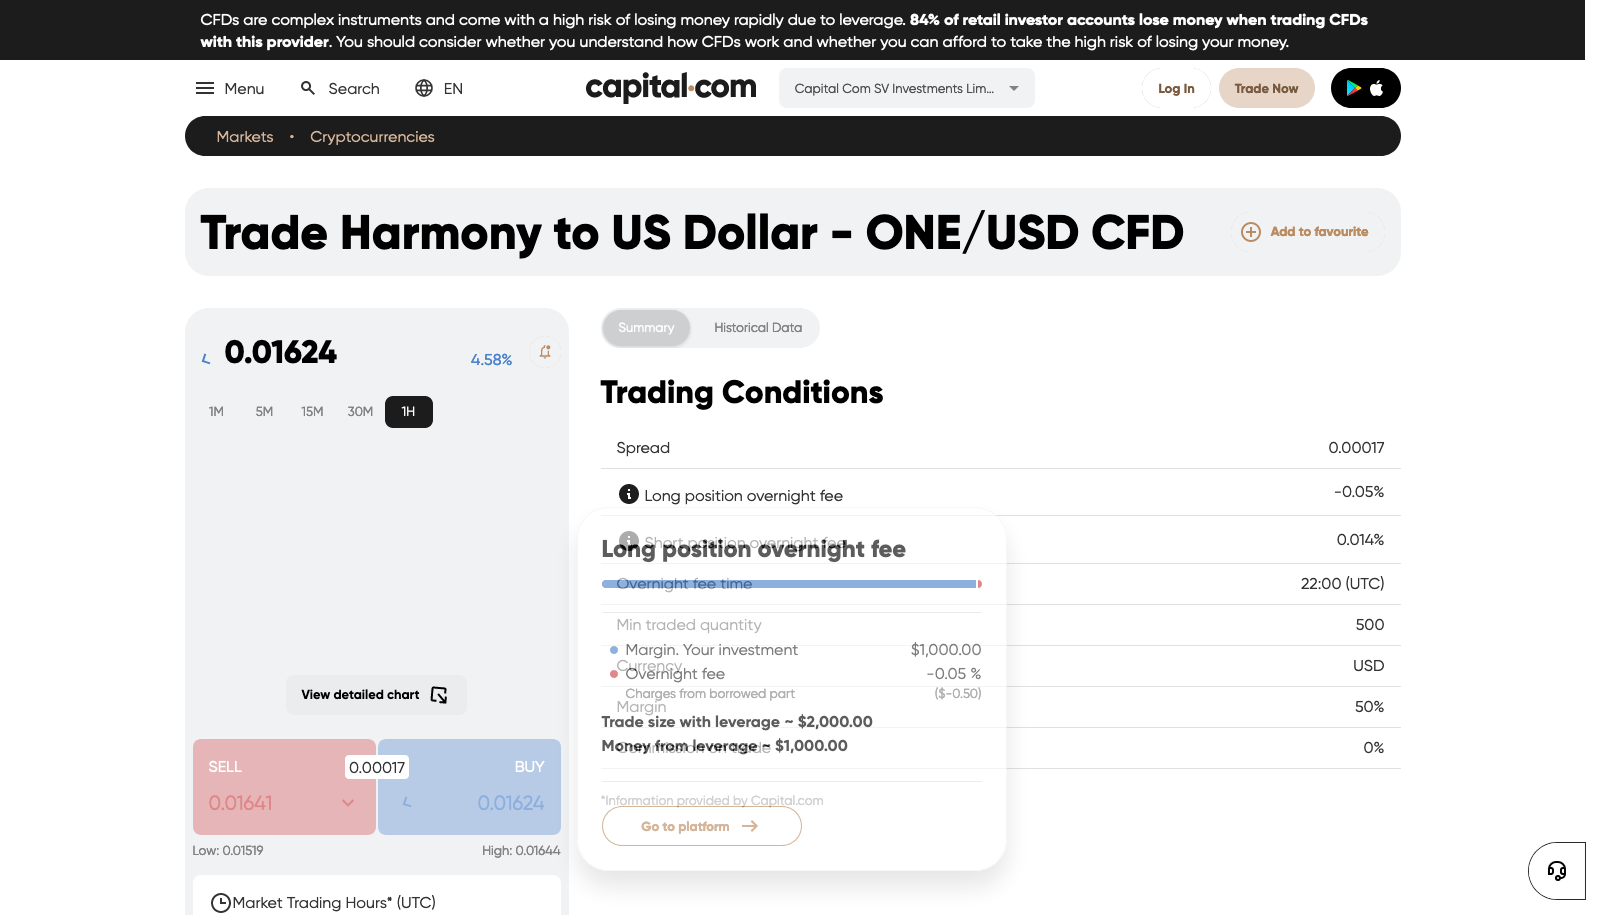 CFDs are complex instruments and come with a high risk of losing money rapidly due to leverage. 84% of retail investor accounts lose money when trading CFDs
with this provider. You should consider whether you understand how CFDs work and whether you can afford to take the high risk of losing your money.
Menu
Search
EN
capital.com
Capital Com SV Investments Lim...
Log In
Trade Now
Markets
Cryptocurrencies
Trade Harmony to US Dollar - ONE/USD CFD
Add to favourite
0.01624
4.58%
1M
5M
15M
30M
1H
View detailed chart
SELL
0.01641
0.00017
BUY
0.01624
Low: 0.01519
High: 0.01644
Market Trading Hours* (UTC)
Summary
Historical Data
Trading Conditions
Spread
0.00017
Long position overnight fee
-0.05%
Short position overnight fee
0.014%
Overnight fee time
22:00 (UTC)
Min traded quantity
500
Currency
USD
Margin
50%
Commission on trade
0%
Long position overnight fee
Margin. Your investment
$1,000.00
Overnight fee
-0.05 %
Charges from borrowed part
($-0.50)
Trade size with leverage ~ $2,000.00
Money from leverage ~ $1,000.00
*Information provided by Capital.com
Go to platform